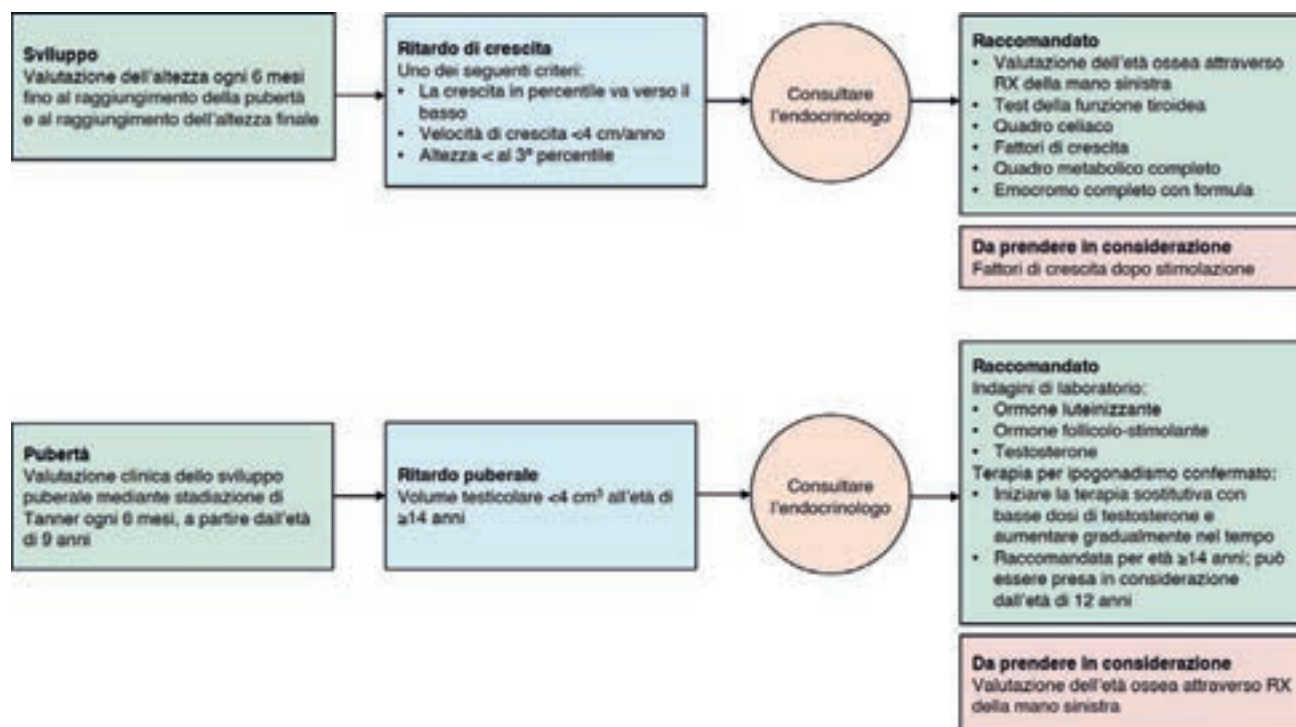 Sviluppo
Valutazione dell'altezza ogni 6 mesi
fino al raggiungimento della pubertà
e al raggiungimento dell'altezza finale
Ritardo di crescita
Uno dei seguenti criteri:
• La crescita in percentile va verso il
basso
• Velocità di crescita <4 cm/anno
• Altezza < al 3º percentile
Consultare
l'endocrinologo
Raccomandato
• Valutazione dell'età ossea attraverso
RX della mano sinistra
• Test della funzione tiroidea
• Quadro celiaco
• Fattori di crescita
• Quadro metabolico completo
• Emocromo completo con formula
Da prendere in considerazione
Fattori di crescita dopo stimolazione
Pubertà
Valutazione clinica dello sviluppo
puberale mediante stadiazione di
Tanner ogni 6 mesi, a partire dall'età
di 9 anni
Ritardo puberale
Volume testicolare <4 cm³ all'età di
≥14 anni
Consultare
l'endocrinologo
Raccomandato
Indagini di laboratorio:
• Ormone luteinizzante
• Ormone follicolo-stimolante
• Testosterone
Terapia per ipogonadismo confermato:
• Iniziare la terapia sostitutiva con
basse dosi di testosterone e
aumentare gradualmente nel tempo
• Raccomandata per età ≥14 anni; può
essere presa in considerazione
dall'età di 12 anni
Da prendere in considerazione
Valutazione dell'età ossea attraverso RX
della mano sinistra